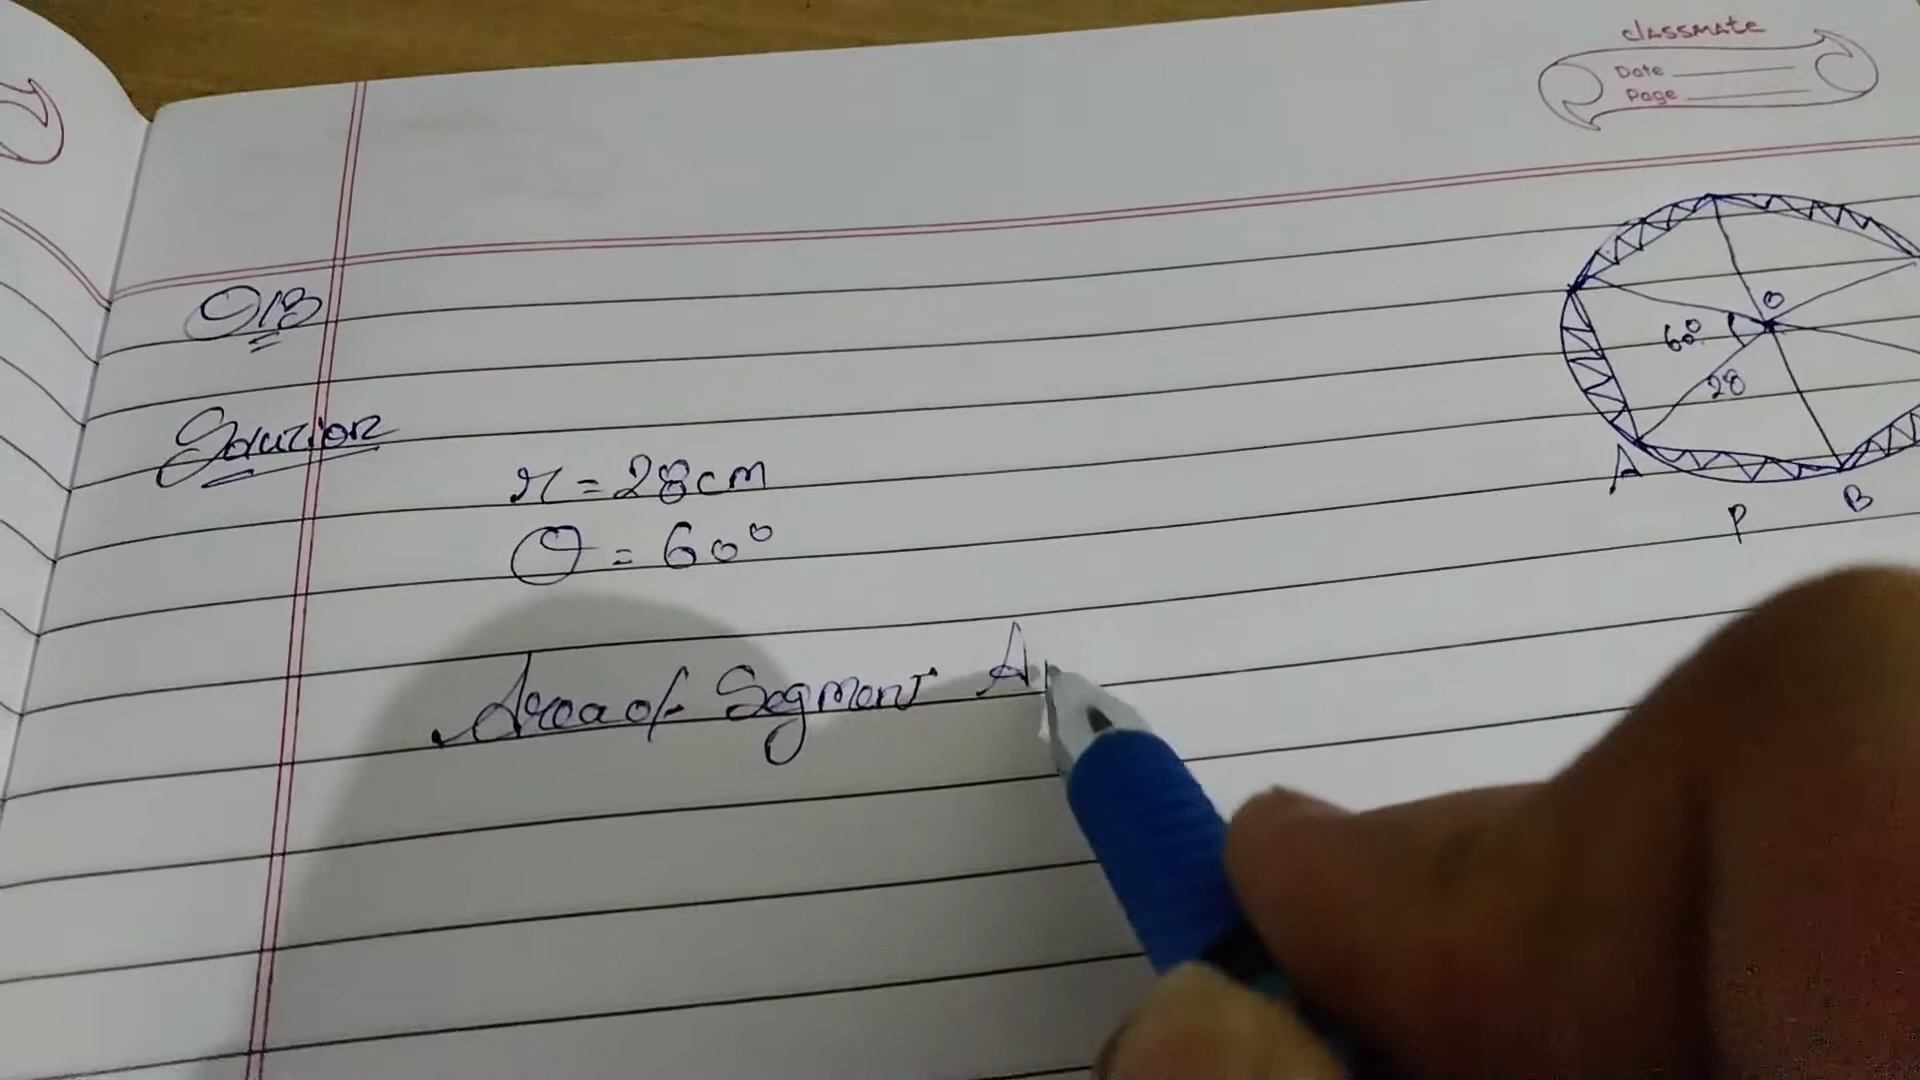 classmate
Date
Page
Q13
Solution
r = 28cm
θ = 60°
Area of Segment A
O
60°
28
A
P
B